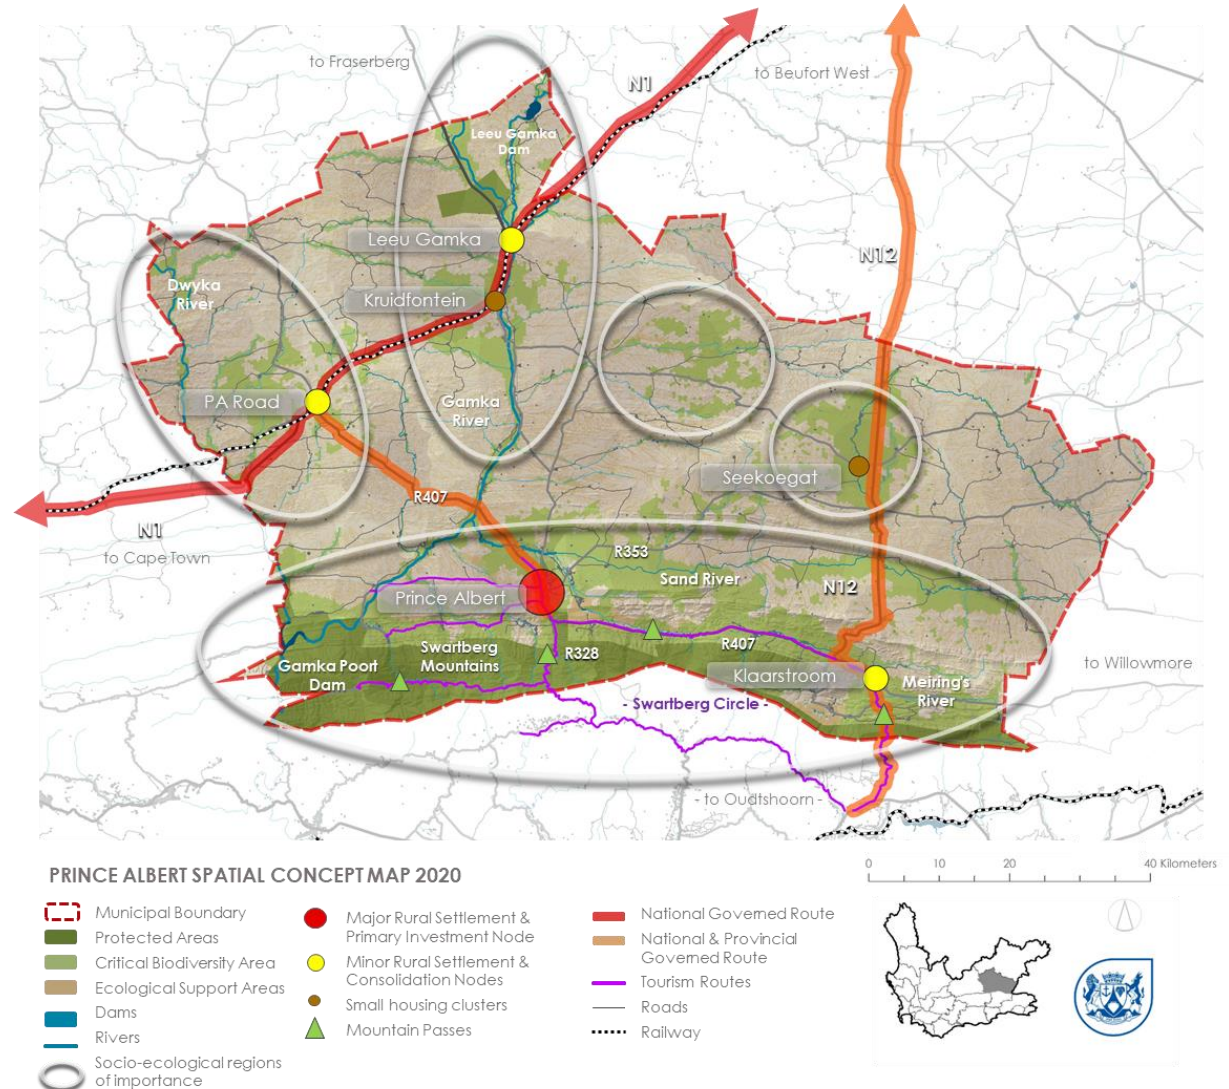 to Fraserberg
N1
to Beufort West
Leeu Gamka
Dam
Leeu Gamka
N12
Dwyka
River
Kruidfontein
PA Road
Gamka
River
Seekoegat
R407
N1
to Cape Town
R353
Sand River
N12
Prince Albert
Swartberg
Mountains
R328
R407
Gamka Poort
Dam
Klaarstroom
Meiring's
River
to Willowmore
- Swartberg Circle -
- to Oudtshoorn -
PRINCE ALBERT SPATIAL CONCEPT MAP 2020
0 10 20 40 Kilometers
Municipal Boundary
Protected Areas
Critical Biodiversity Area
Ecological Support Areas
Dams
Rivers
Socio-ecological regions
of importance
Major Rural Settlement &
Primary Investment Node
Minor Rural Settlement &
Consolidation Nodes
Small housing clusters
Mountain Passes
National Governed Route
National & Provincial
Governed Route
Tourism Routes
Roads
Railway